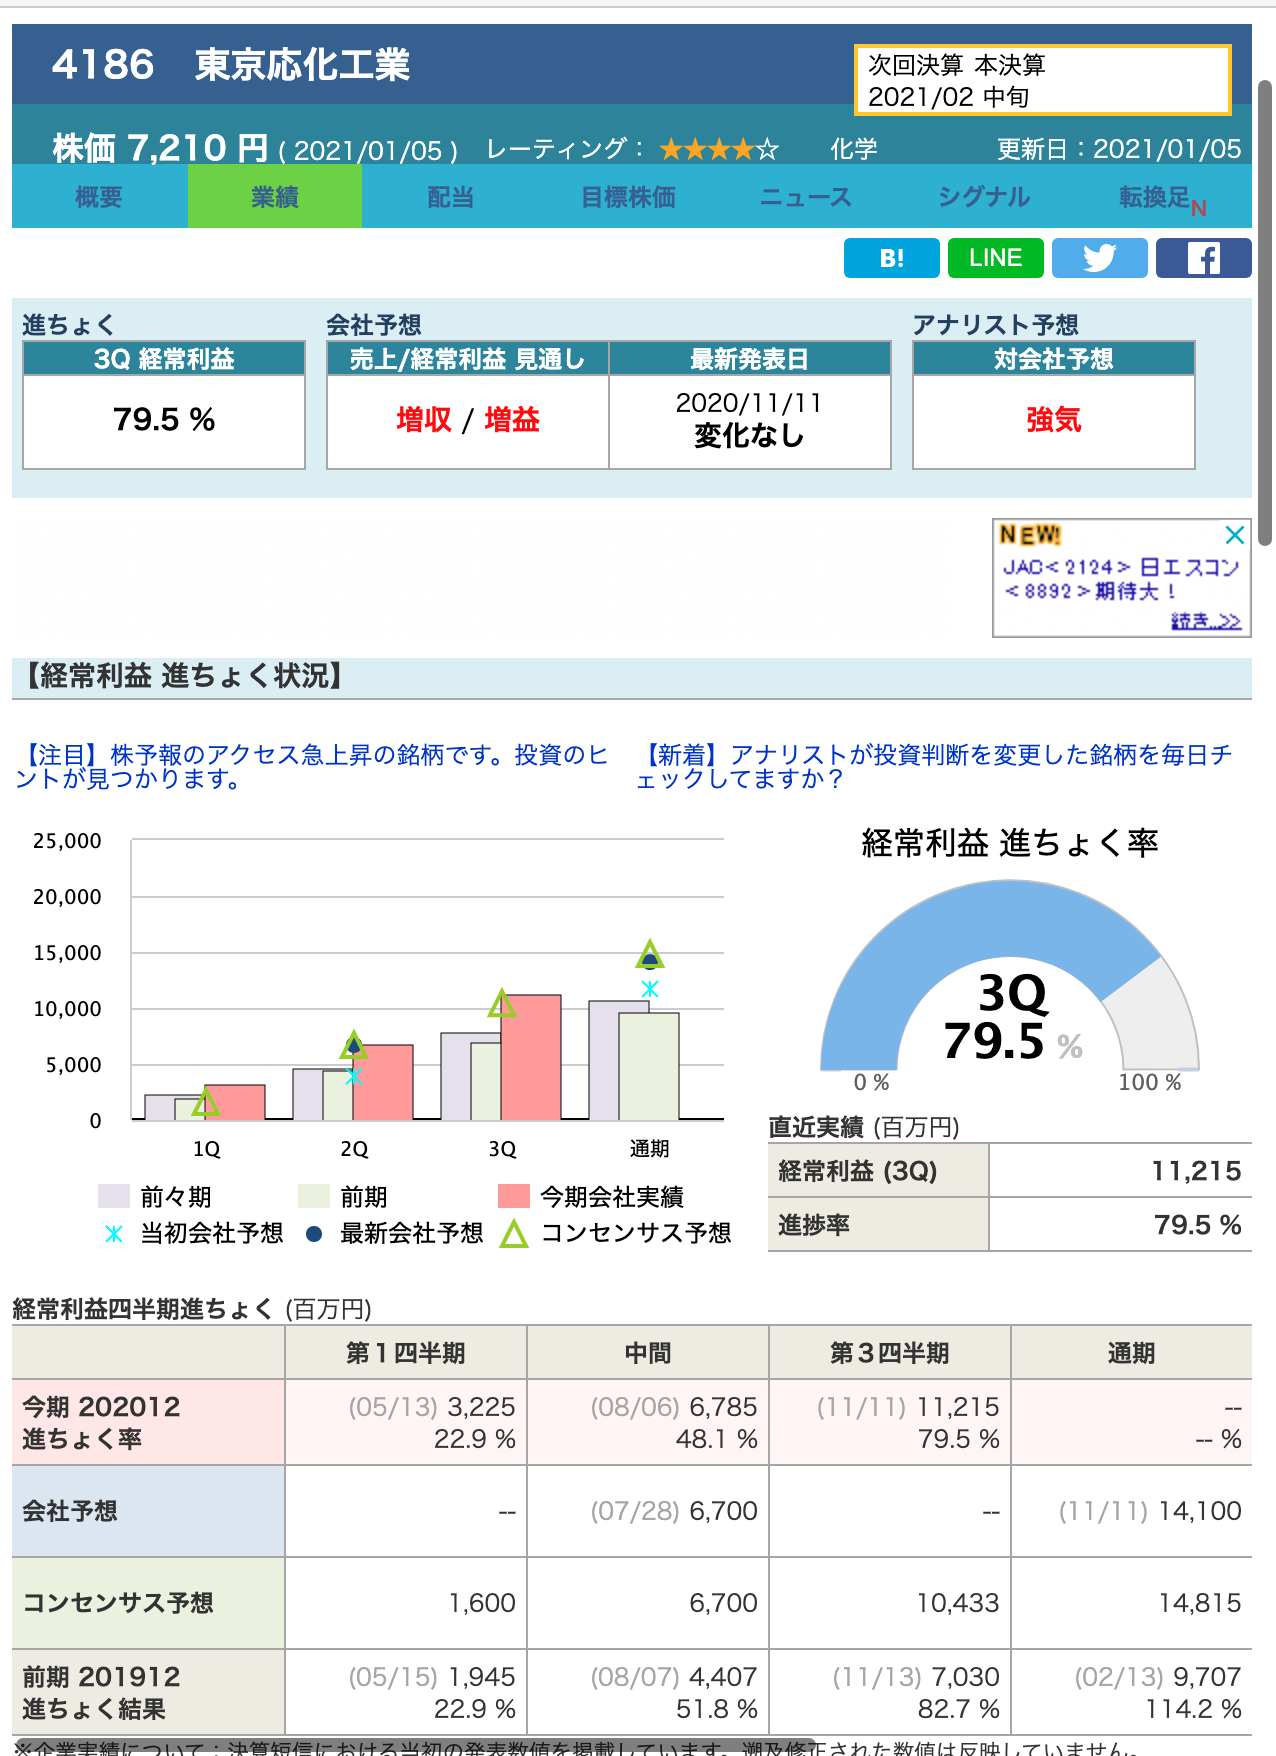 4186　東京応化工業
次回決算 本決算
2021/02 中旬
株価 7,210 円 ( 2021/01/05 )　レーティング： ★★★★☆　化学　更新日：2021/01/05
概要　業績　配当　目標株価　ニュース　シグナル　転換足N
B!　LINE
進ちょく　会社予想　アナリスト予想
3Q 経常利益　売上/経常利益 見通し　最新発表日　対会社予想
79.5 %　増収 / 増益　2020/11/11　強気
変化なし
NEW!
JAC<2124> 日エスコン
<8892>期待大！
続き..>>
【経常利益 進ちょく状況】
【注目】株予報のアクセス急上昇の銘柄です。投資のヒ
ントが見つかります。
【新着】アナリストが投資判断を変更した銘柄を毎日チ
ェックしてますか？
25,000
20,000
15,000
10,000
5,000
0
1Q　2Q　3Q　通期
前々期　前期　今期会社実績
当初会社予想　最新会社予想　コンセンサス予想
経常利益 進ちょく率
3Q
79.5 %
0 %　100 %
直近実績 (百万円)
経常利益 (3Q)　11,215
進捗率　79.5 %
経常利益四半期進ちょく (百万円)
第１四半期　中間　第３四半期　通期
今期 202012　(05/13) 3,225　(08/06) 6,785　(11/11) 11,215　--
進ちょく率　22.9 %　48.1 %　79.5 %　-- %
会社予想　--　(07/28) 6,700　--　(11/11) 14,100
コンセンサス予想　1,600　6,700　10,433　14,815
前期 201912　(05/15) 1,945　(08/07) 4,407　(11/13) 7,030　(02/13) 9,707
進ちょく結果　22.9 %　51.8 %　82.7 %　114.2 %
※企業実績について：決算短信における当初の発表数値を掲載しています。遡及修正された数値は反映していません。